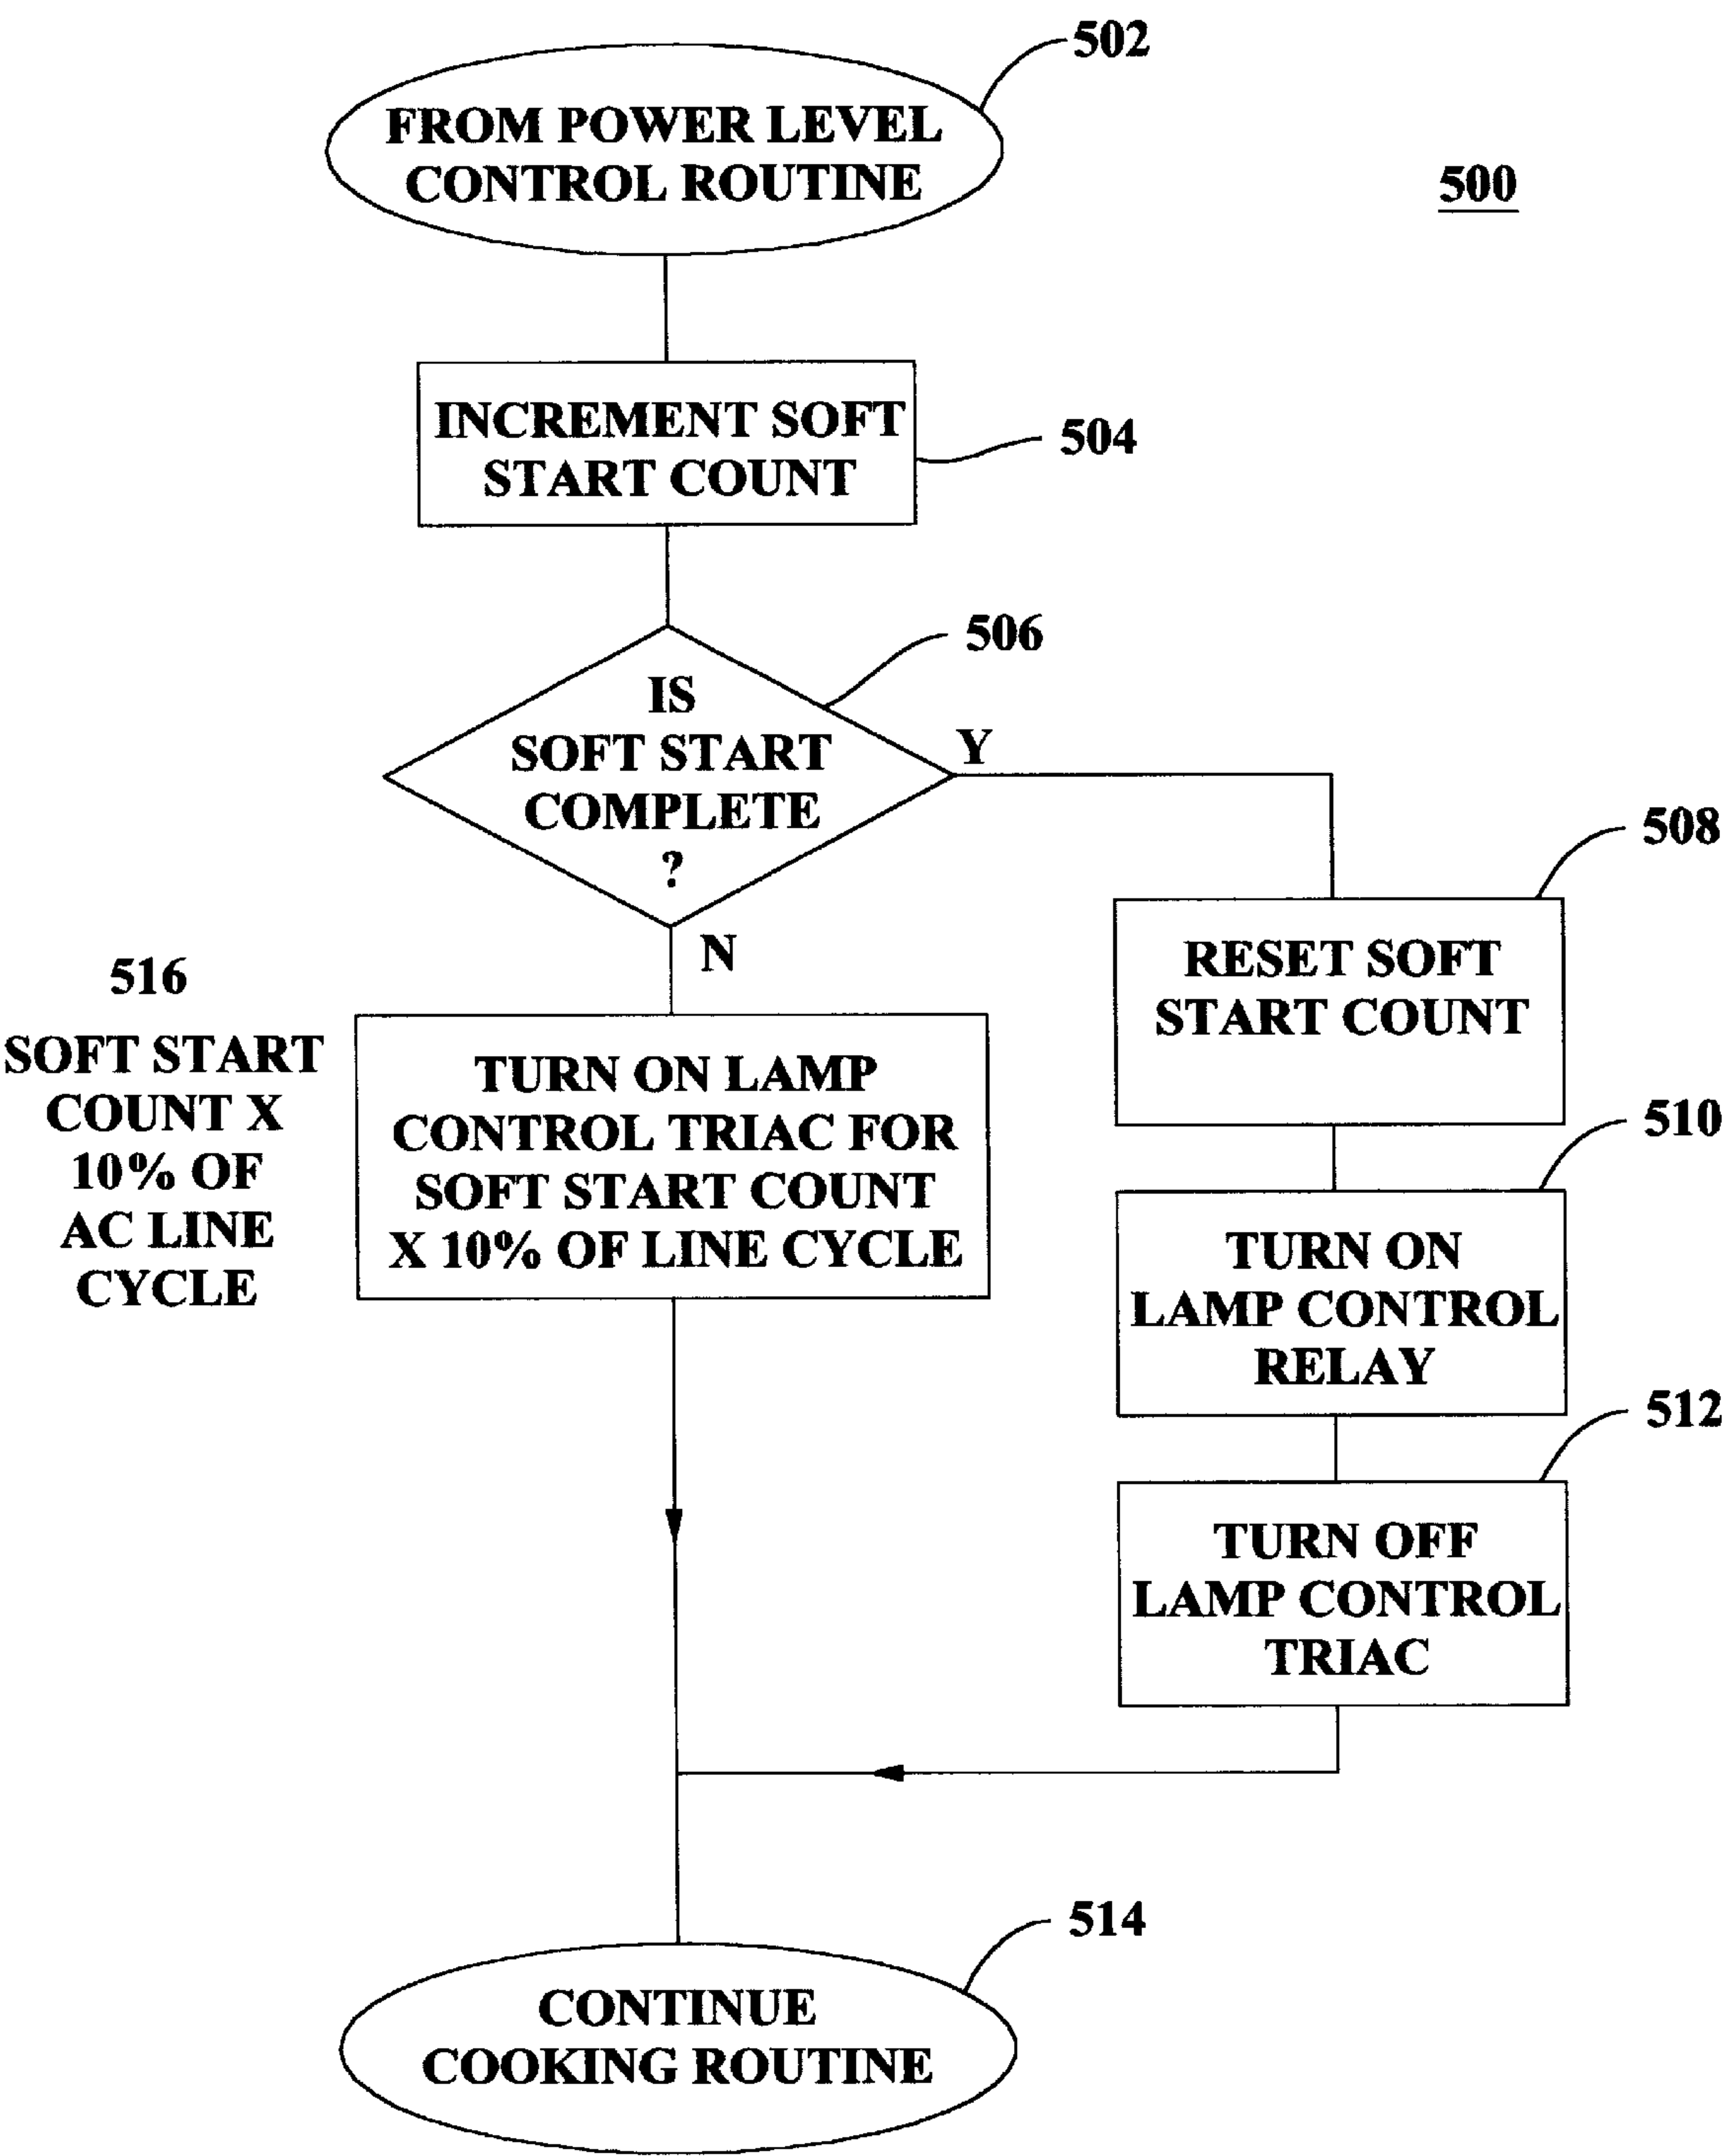 502
FROM POWER LEVEL
CONTROL ROUTINE
500
INCREMENT SOFT
START COUNT
504
506
IS
SOFT START
COMPLETE
?
Y
N
508
RESET SOFT
START COUNT
516
SOFT START
COUNT X
10% OF
AC LINE
CYCLE
TURN ON LAMP
CONTROL TRIAC FOR
SOFT START COUNT
X 10% OF LINE CYCLE
510
TURN ON
LAMP CONTROL
RELAY
512
TURN OFF
LAMP CONTROL
TRIAC
514
CONTINUE
COOKING ROUTINE